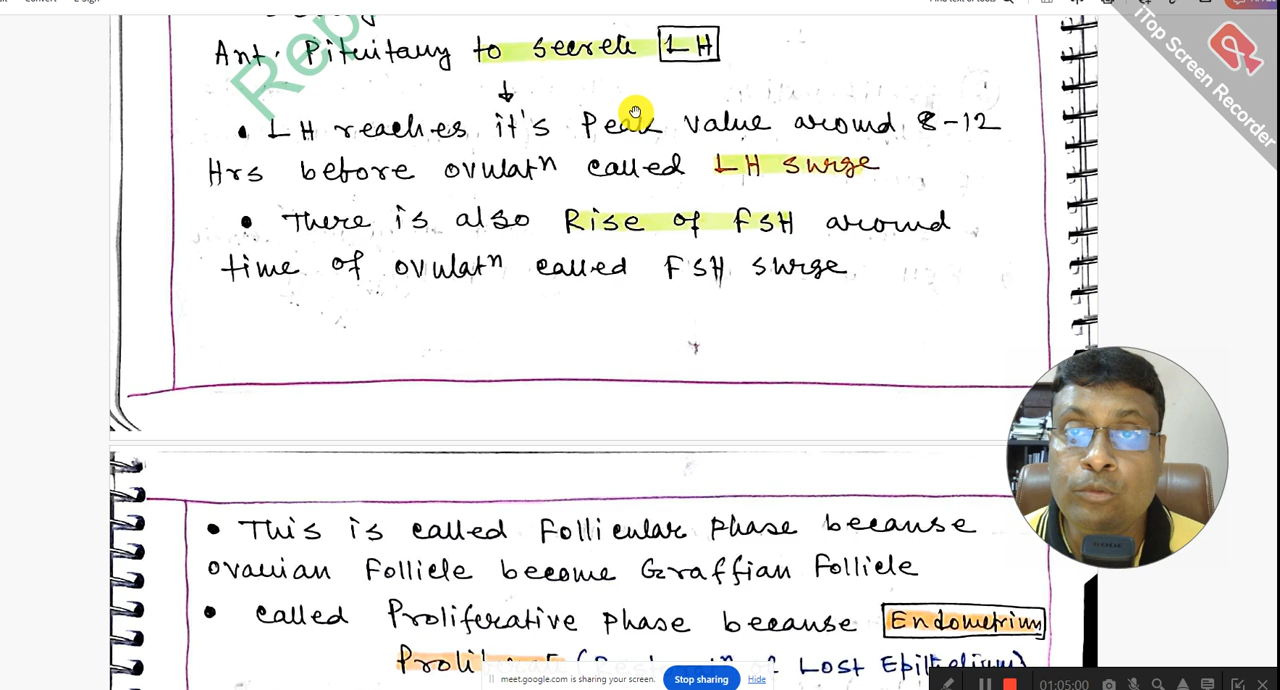 Ant. Pituitary to secrete LH
Rep
iTop Screen Recorder
• LH reaches it's Peak value around 8-12
Hrs before ovulatⁿ called LH surge
• There is also Rise of FSH around
time of ovulatⁿ called FSH surge
• This is called Follicular Phase because
ovarian Follicle become Graffian Follicle
• called Proliferative Phase because Endometrium
Lost Epithelium)
meet.google.com is sharing your screen. Stop sharing Hide
01:05:00